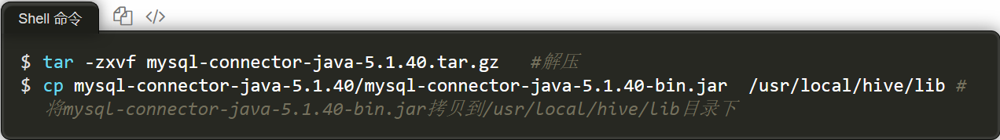 Shell 命令
$ tar -zxvf mysql-connector-java-5.1.40.tar.gz   #解压
$ cp mysql-connector-java-5.1.40/mysql-connector-java-5.1.40-bin.jar  /usr/local/hive/lib #
将mysql-connector-java-5.1.40-bin.jar拷贝到/usr/local/hive/lib目录下